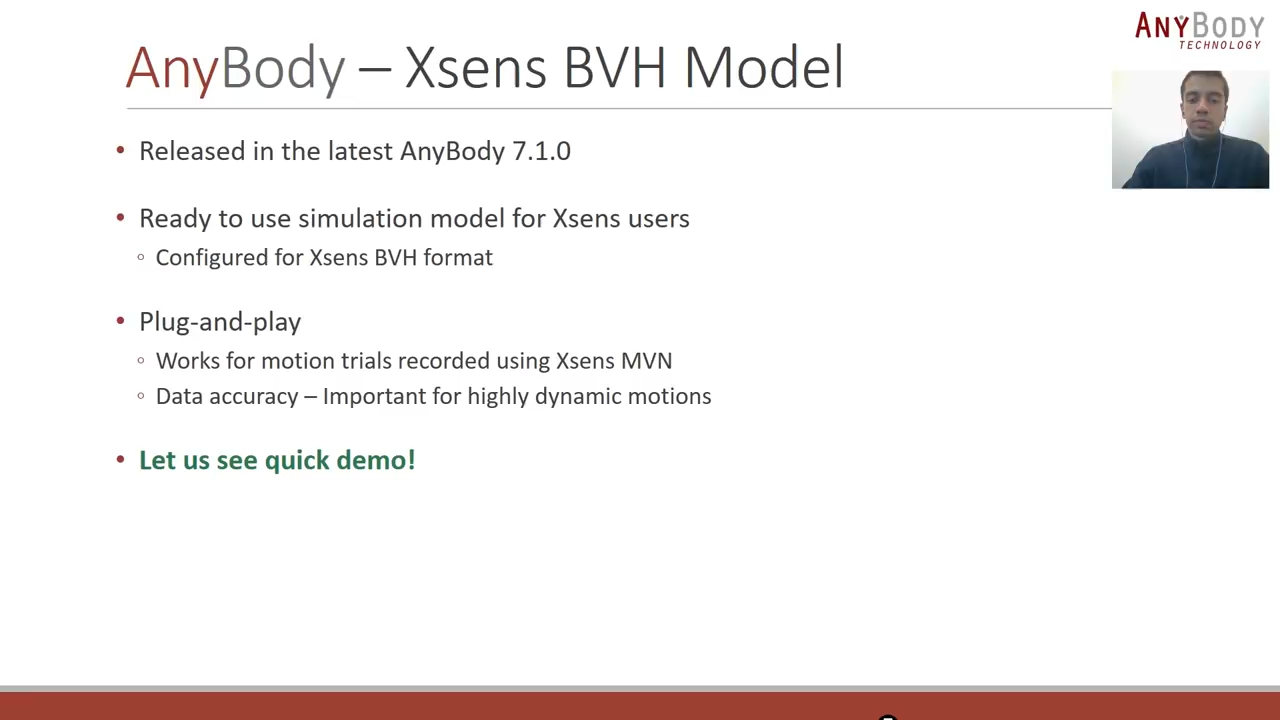 ANYBODY
TECHNOLOGY
AnyBody – Xsens BVH Model
• Released in the latest AnyBody 7.1.0
• Ready to use simulation model for Xsens users
◦ Configured for Xsens BVH format
• Plug-and-play
◦ Works for motion trials recorded using Xsens MVN
◦ Data accuracy – Important for highly dynamic motions
• Let us see quick demo!